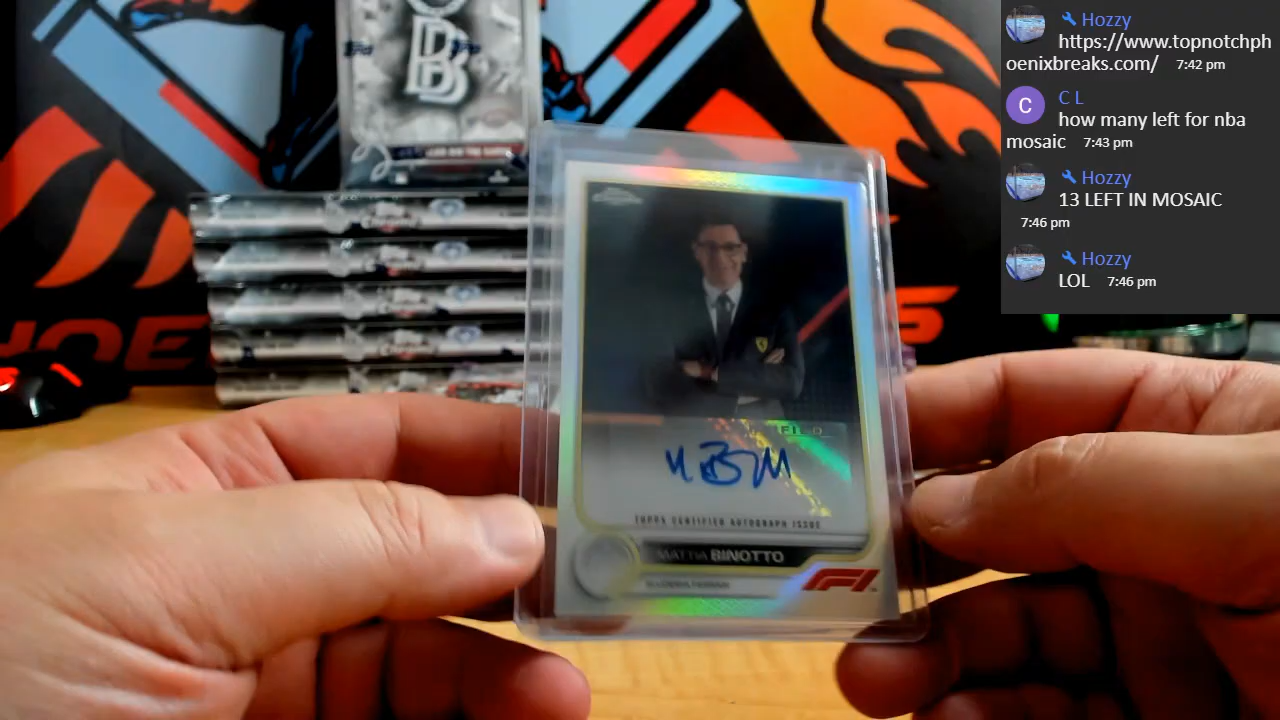 Hozzy
https://www.topnotchph
oenixbreaks.com/ 7:42 pm
C
C L
how many left for nba
mosaic 7:43 pm
Hozzy
13 LEFT IN MOSAIC
7:46 pm
Hozzy
LOL 7:46 pm
BB
HOE
S
TOPPS CERTIFIED AUTOGRAPH ISSUE
MATTIA BINOTTO
F1